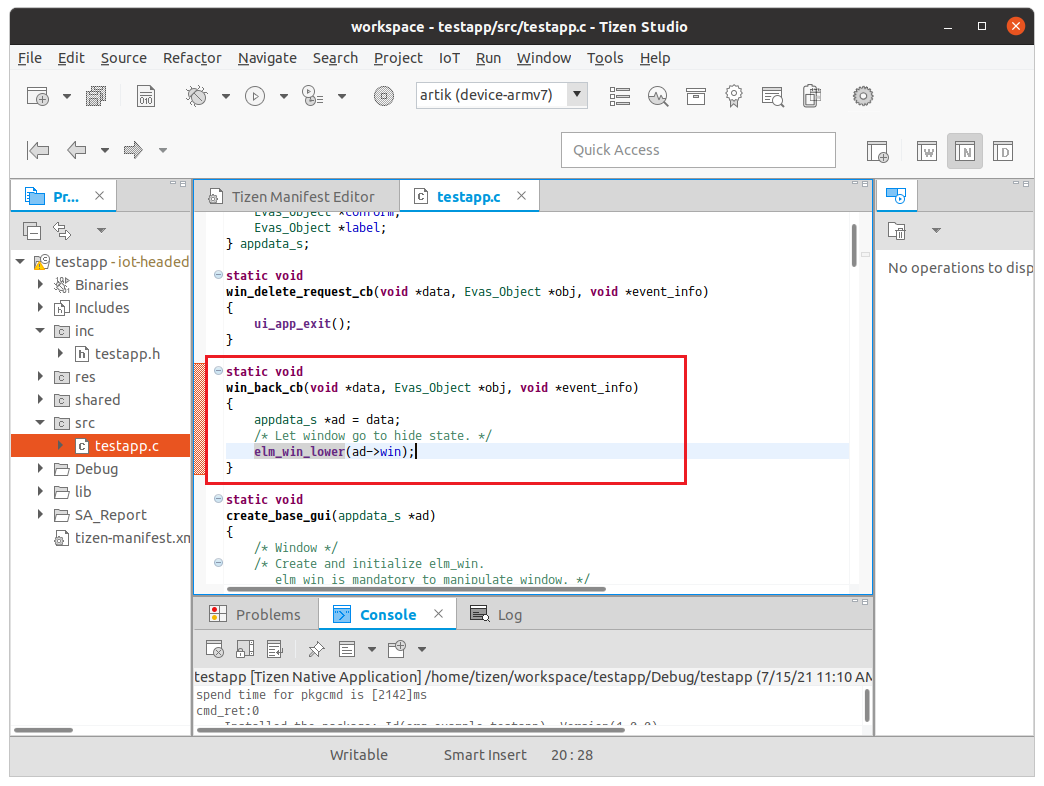 workspace - testapp/src/testapp.c - Tizen Studio
File Edit Source Refactor Navigate Search Project IoT Run Window Tools Help
010
artik (device-armv7)
Quick Access
W N D
Pr...
Tizen Manifest Editor
c testapp.c
testapp - iot-headed
Binaries
Includes
c inc
h testapp.h
c res
c shared
c src
c testapp.c
Debug
lib
SA_Report
tizen-manifest.xm
Evas_Object *conform;
Evas_Object *label;
} appdata_s;
static void
win_delete_request_cb(void *data, Evas_Object *obj, void *event_info)
{
ui_app_exit();
}
static void
win_back_cb(void *data, Evas_Object *obj, void *event_info)
{
appdata_s *ad = data;
/* Let window go to hide state. */
elm_win_lower(ad->win);
}
static void
create_base_gui(appdata_s *ad)
{
/* Window */
/* Create and initialize elm_win.
elm_win is mandatory to manipulate window. */
No operations to disp
Problems
Console
Log
testapp [Tizen Native Application] /home/tizen/workspace/testapp/Debug/testapp (7/15/21 11:10 AM
spend time for pkgcmd is [2142]ms
cmd_ret:0
Writable
Smart Insert
20 : 28